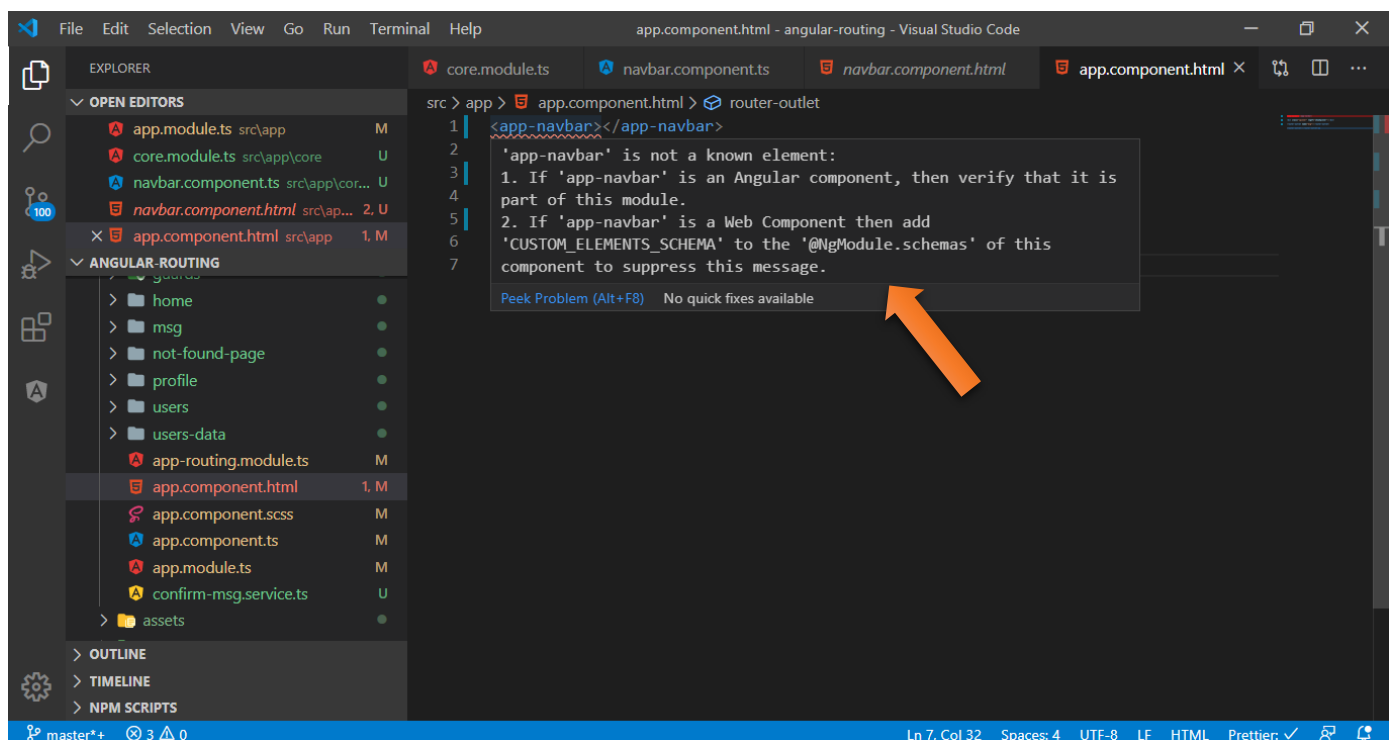 File Edit Selection View Go Run Terminal Help app.component.html - angular-routing - Visual Studio Code
EXPLORER
core.module.ts navbar.component.ts navbar.component.html app.component.html
OPEN EDITORS
app.module.ts src\app M
core.module.ts src\app\core U
navbar.component.ts src\app\cor... U
navbar.component.html src\ap... 2, U
app.component.html src\app 1, M
ANGULAR-ROUTING
guards
home
msg
not-found-page
profile
users
users-data
app-routing.module.ts M
app.component.html 1, M
app.component.scss M
app.component.ts M
app.module.ts M
confirm-msg.service.ts U
assets
OUTLINE
TIMELINE
NPM SCRIPTS
100
src > app > app.component.html > router-outlet
1 <app-navbar></app-navbar>
2
3
4
5
6
7
'app-navbar' is not a known element:
1. If 'app-navbar' is an Angular component, then verify that it is
part of this module.
2. If 'app-navbar' is a Web Component then add
'CUSTOM_ELEMENTS_SCHEMA' to the '@NgModule.schemas' of this
component to suppress this message.
Peek Problem (Alt+F8) No quick fixes available
master*+ 3 0 Ln 7, Col 32 Spaces: 4 UTF-8 LF HTML Prettier: ✓